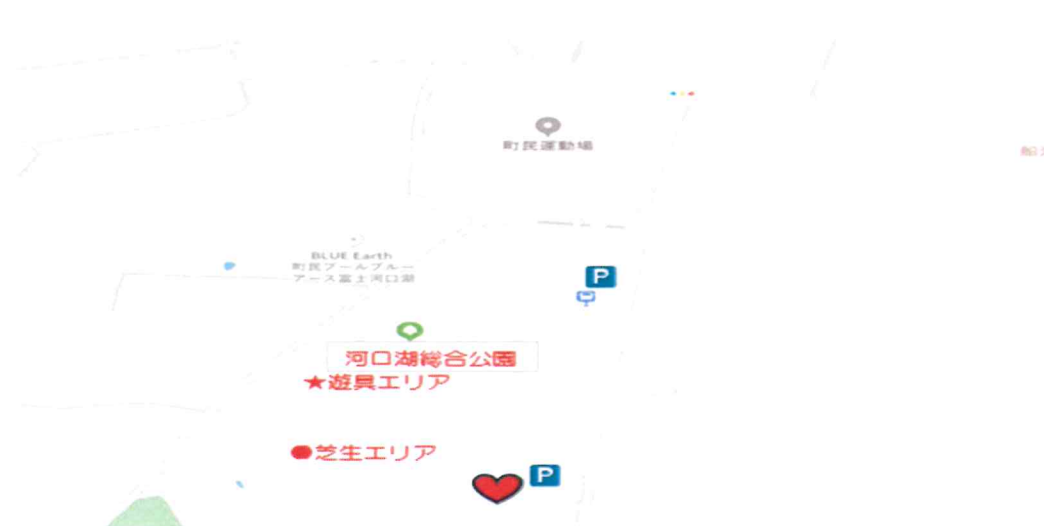 町民運動場
BLUE Earth
町民プールブルー
アース富士河口湖
P
河口湖総合公園
★遊具エリア
●芝生エリア
P